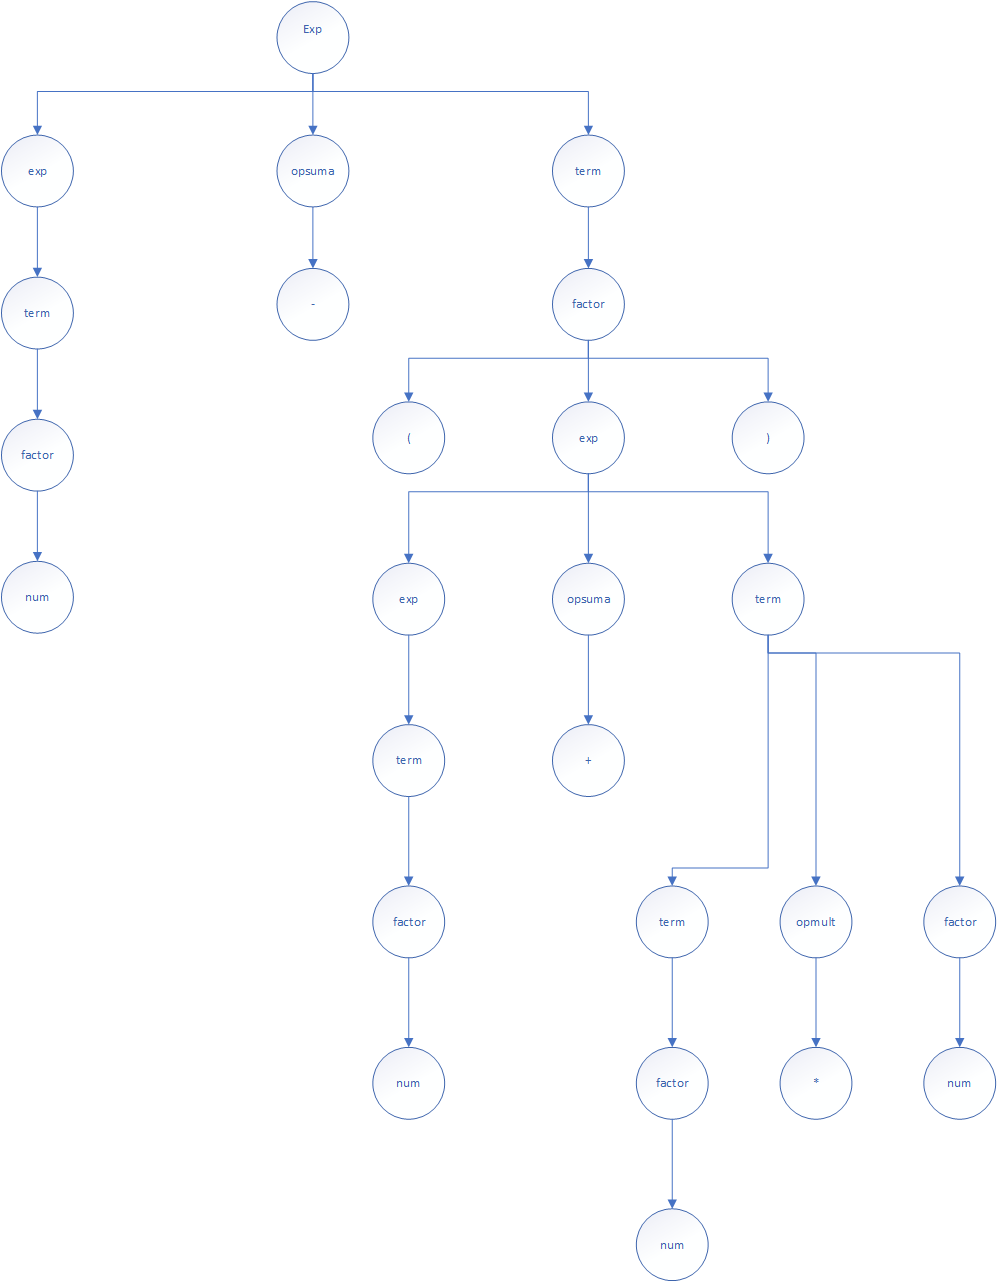 Exp
exp
opsuma
term
term
-
factor
factor
(
exp
)
num
exp
opsuma
term
term
+
factor
term
opmult
factor
num
factor
*
num
num